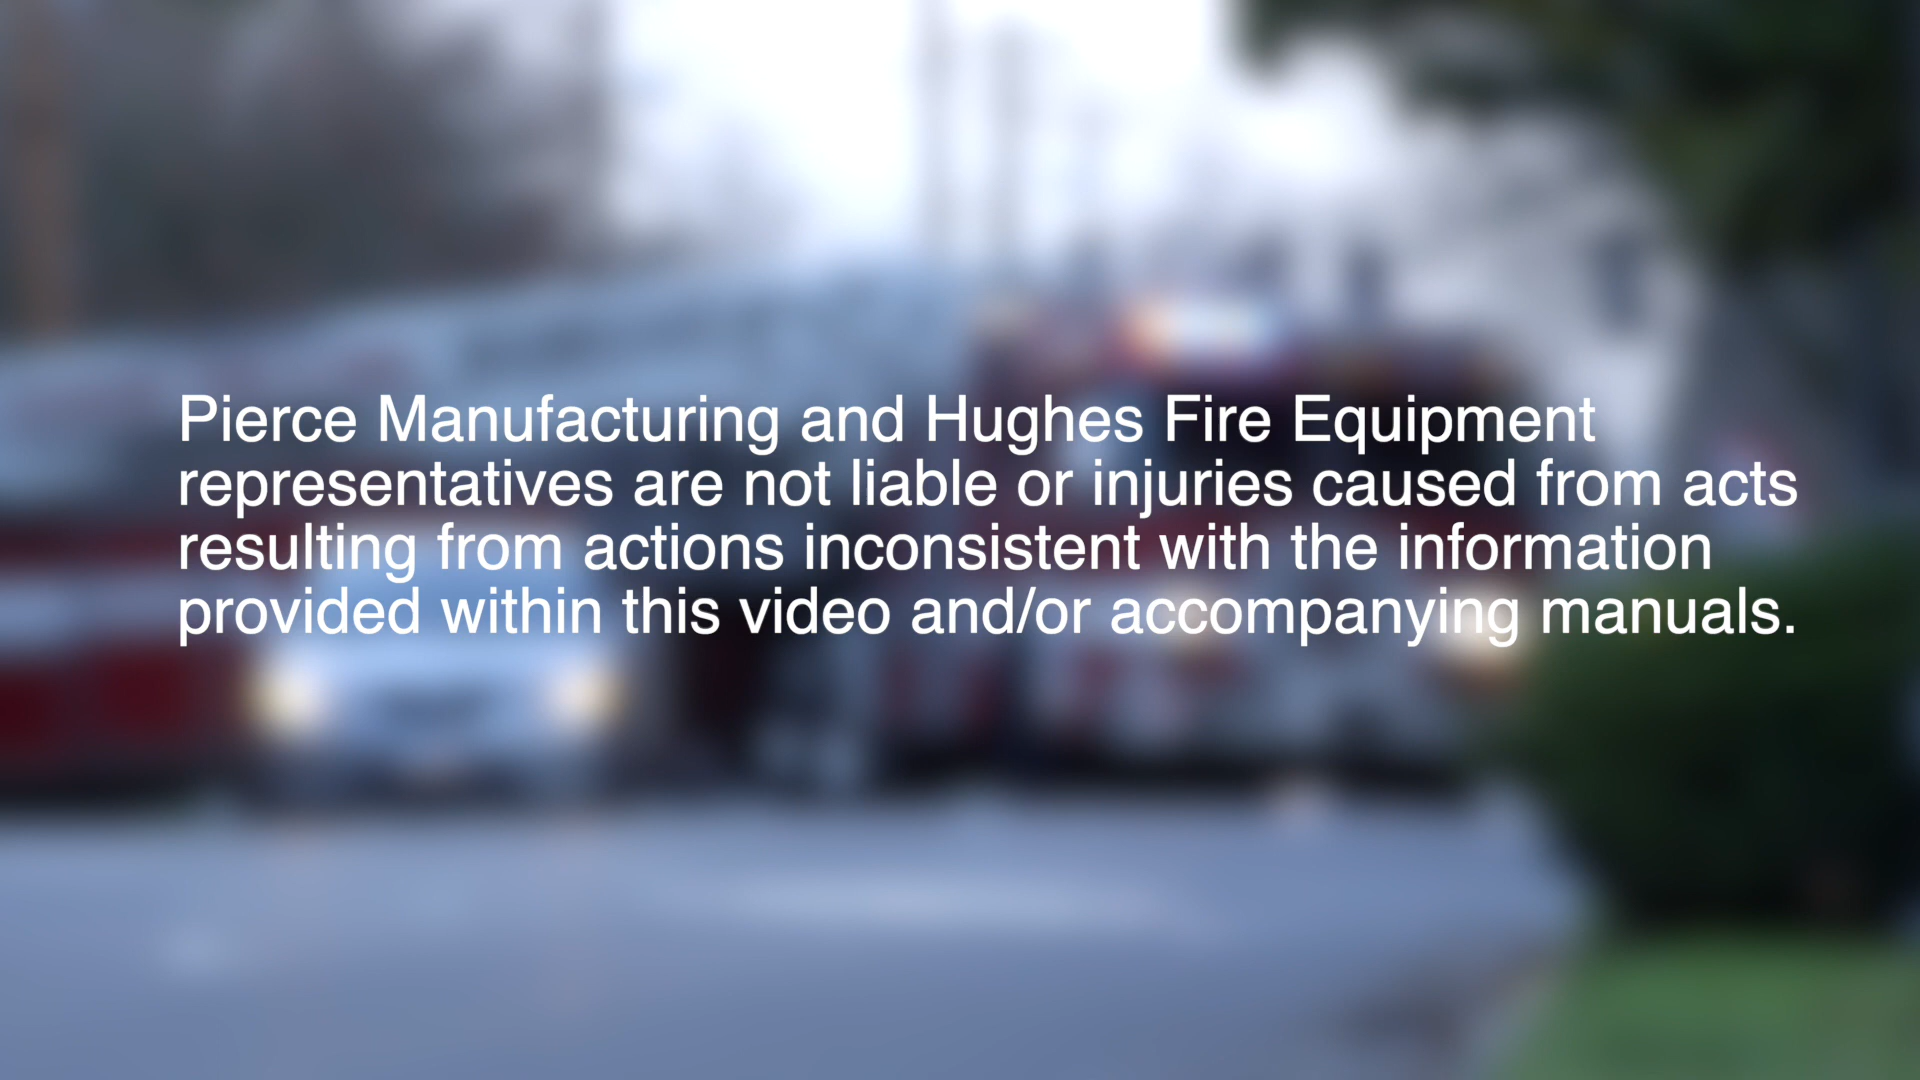 Pierce Manufacturing and Hughes Fire Equipment
representatives are not liable or injuries caused from acts
resulting from actions inconsistent with the information
provided within this video and/or accompanying manuals.